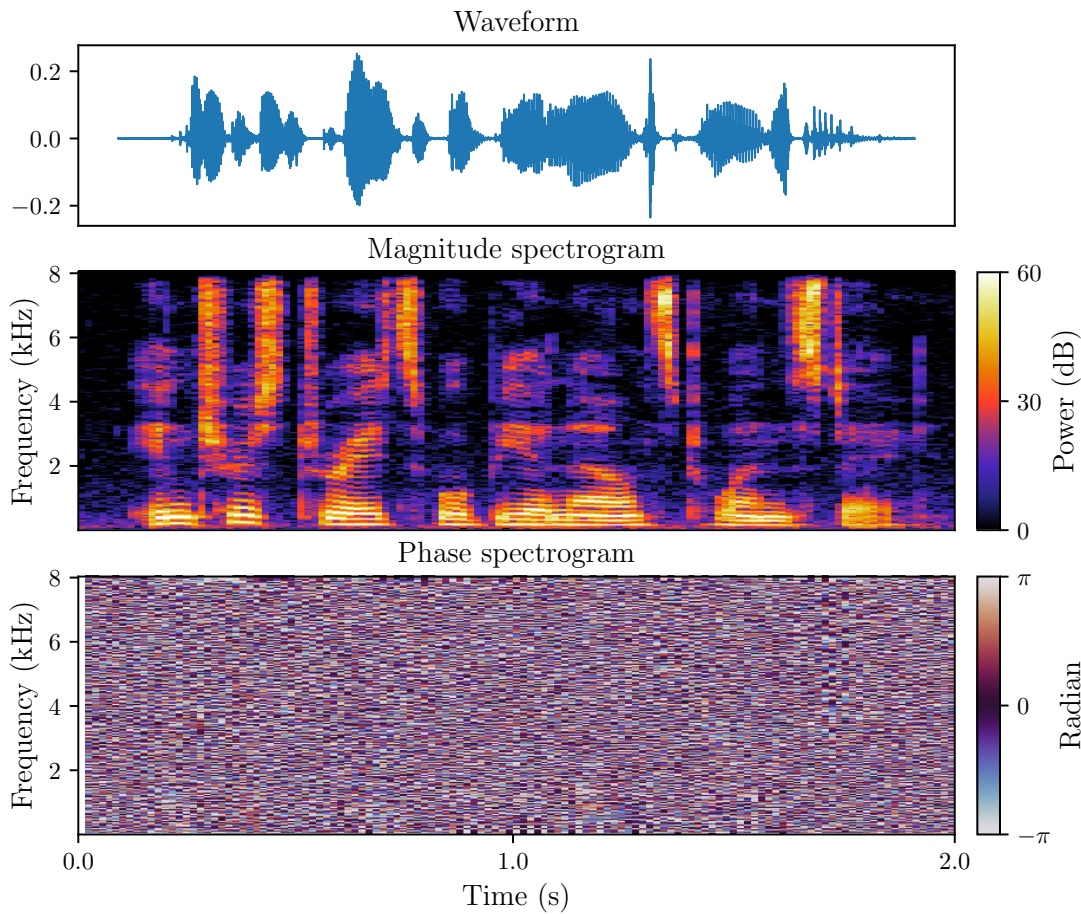 Waveform
0.2
0.0
−0.2
Magnitude spectrogram
8
6
4
2
Frequency (kHz)
60
30
0
Power (dB)
Phase spectrogram
8
6
4
2
Frequency (kHz)
π
0
−π
Radian
0.0 1.0 2.0
Time (s)